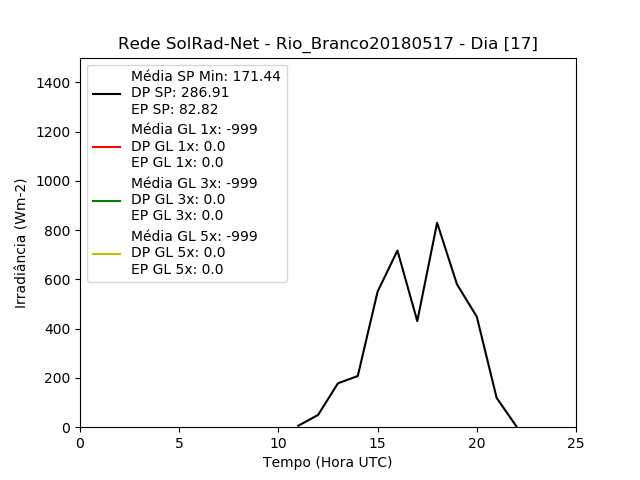 Rede SolRad-Net - Rio_Branco20180517 - Dia [17]
Média SP Min: 171.44
DP SP: 286.91
EP SP: 82.82
Média GL 1x: -999
DP GL 1x: 0.0
EP GL 1x: 0.0
Média GL 3x: -999
DP GL 3x: 0.0
EP GL 3x: 0.0
Média GL 5x: -999
DP GL 5x: 0.0
EP GL 5x: 0.0
Irradiância (Wm-2)
1400
1200
1000
800
600
400
200
0
0 5 10 15 20 25
Tempo (Hora UTC)